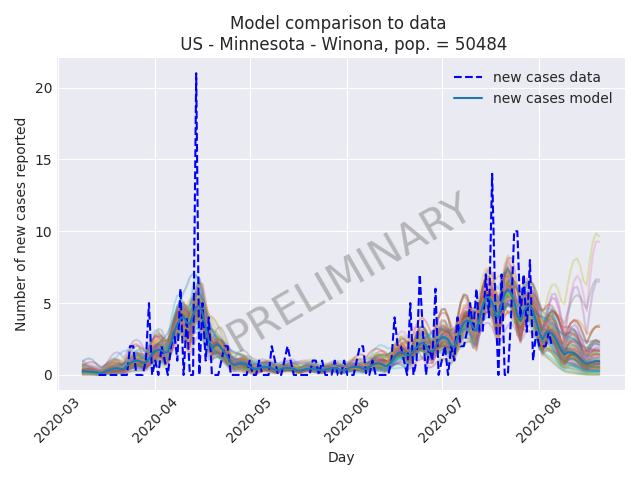 Model comparison to data
US - Minnesota - Winona, pop. = 50484
new cases data
new cases model
Number of new cases reported
20
15
10
5
0
PRELIMINARY
2020-03
2020-04
2020-05
2020-06
2020-07
2020-08
Day